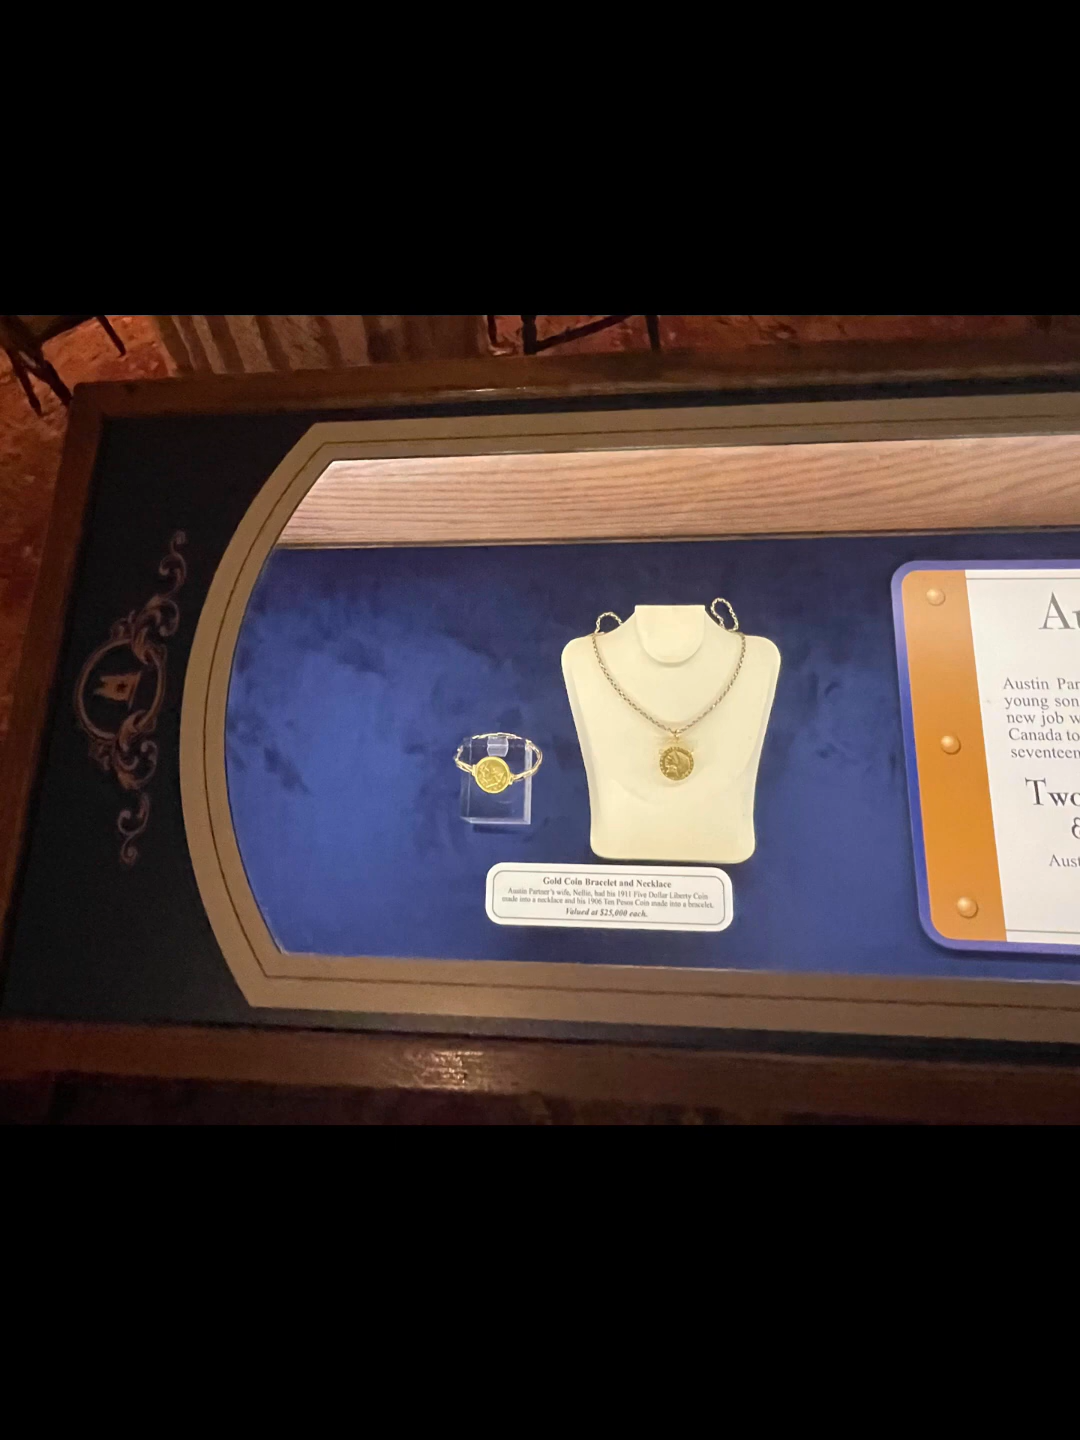 Gold Coin Bracelet and Necklace
Austin Partner's wife, Nellie, had his 1911 Five Dollar Liberty Coin
made into a necklace and his 1906 Ten Pesos Coin made into a bracelet.
Valued at $25,000 each.
Au
Austin Par
young son
new job w
Canada to
seventeen
Two
&
Aust